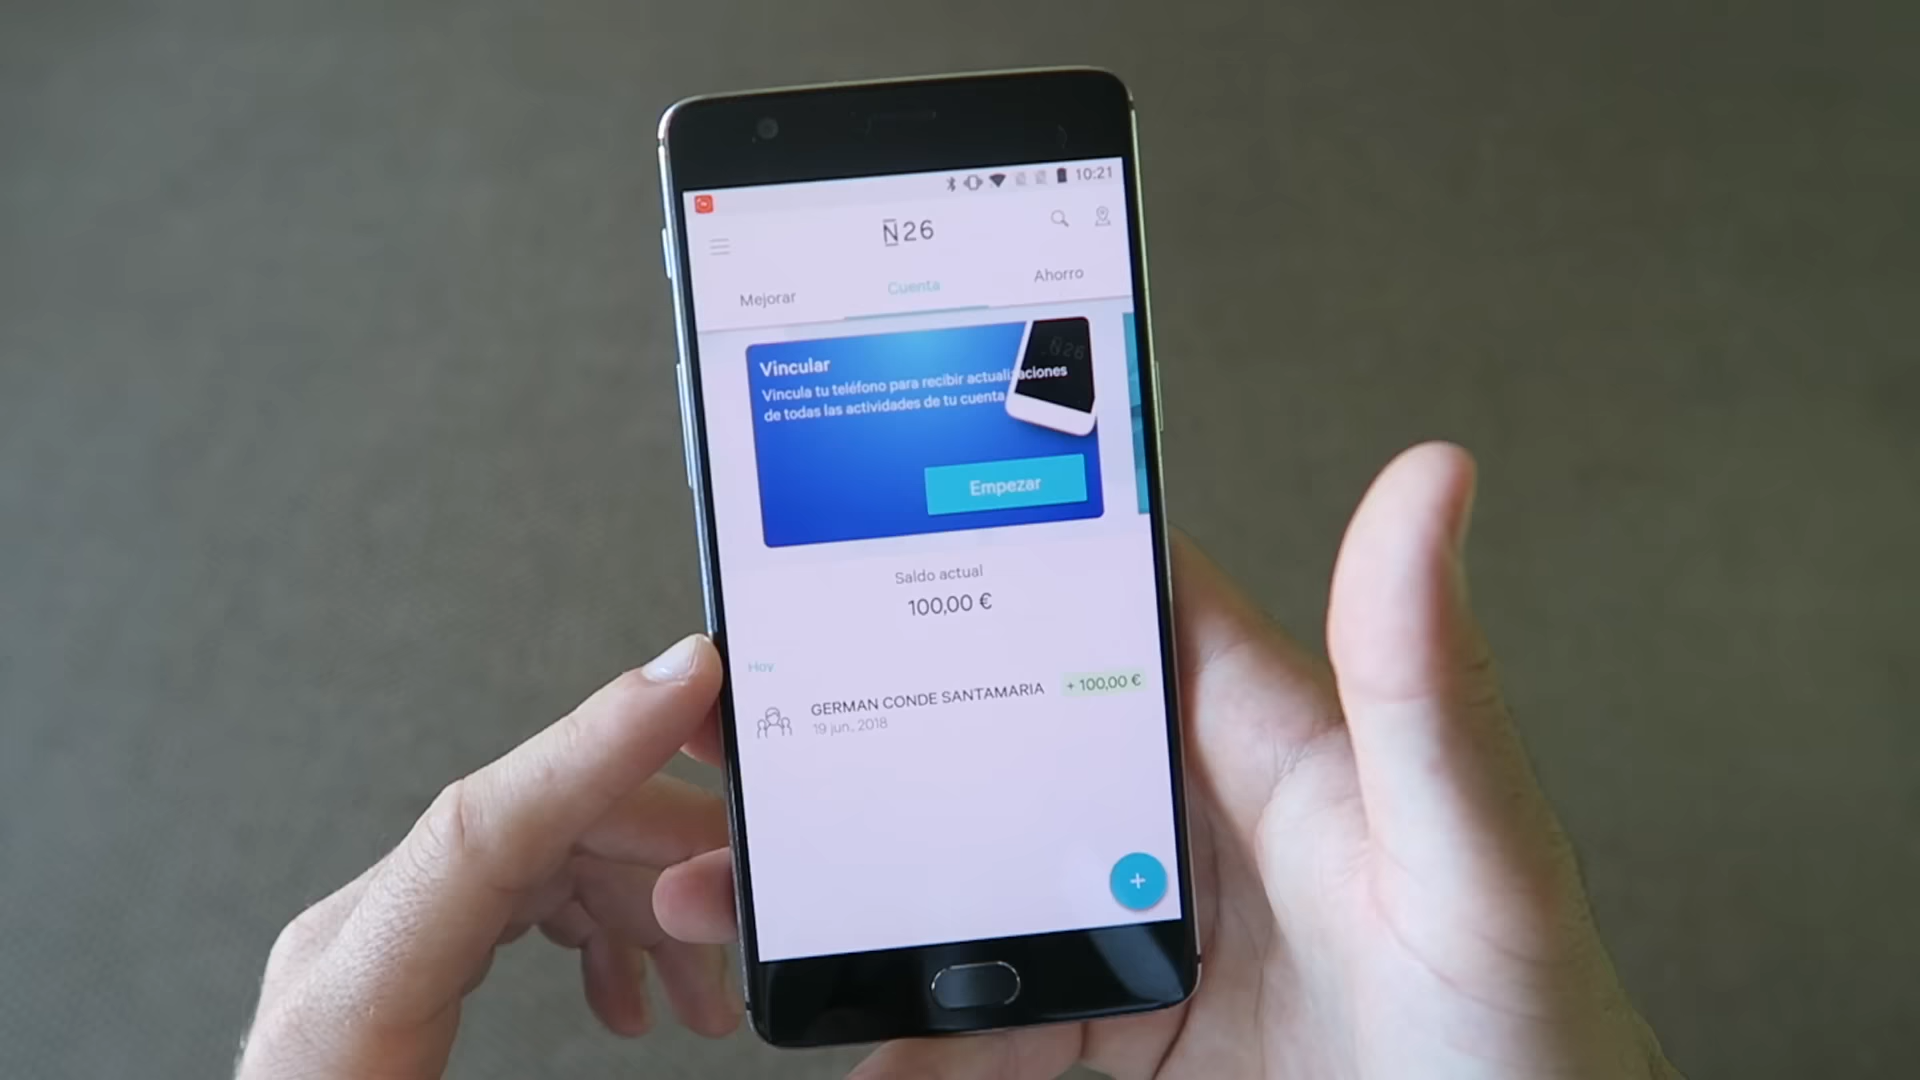 10:21
N26
Mejorar
Cuenta
Ahorro
N26
Vincular
Vincula tu teléfono para recibir actualizaciones
de todas las actividades de tu cuenta
Empezar
Saldo actual
100,00 €
Hoy
GERMAN CONDE SANTAMARIA
+ 100,00 €
19 jun, 2018
+